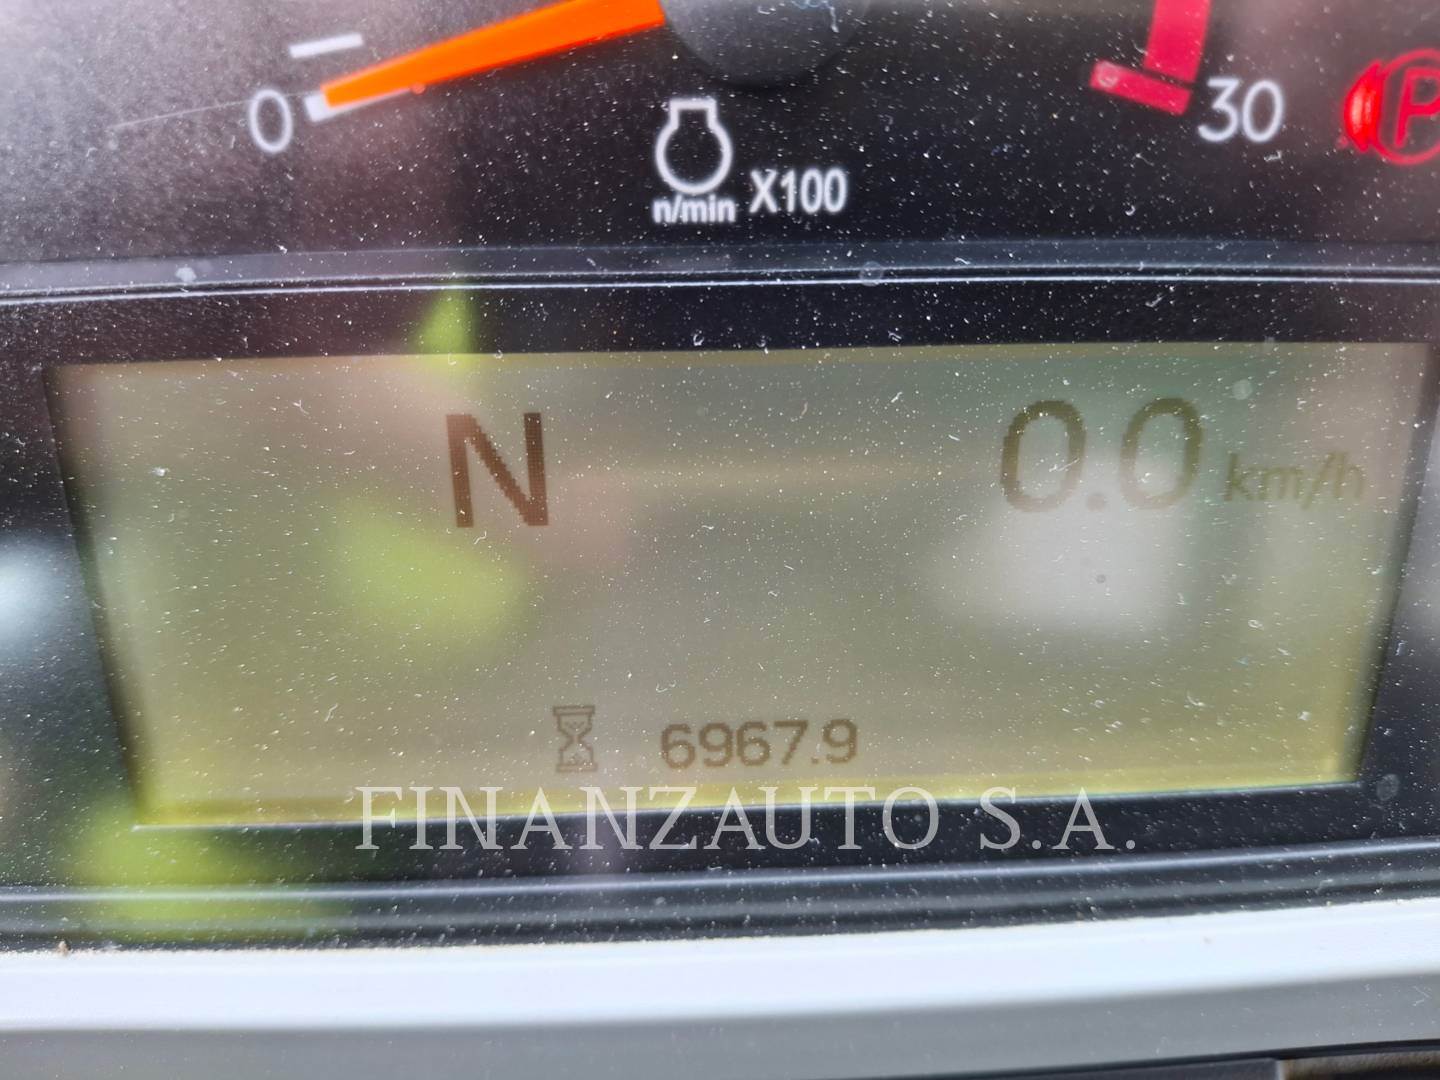 0
30
P
n/min X100
N 0.0 km/h
6967.9
FINANZAUTO S.A.